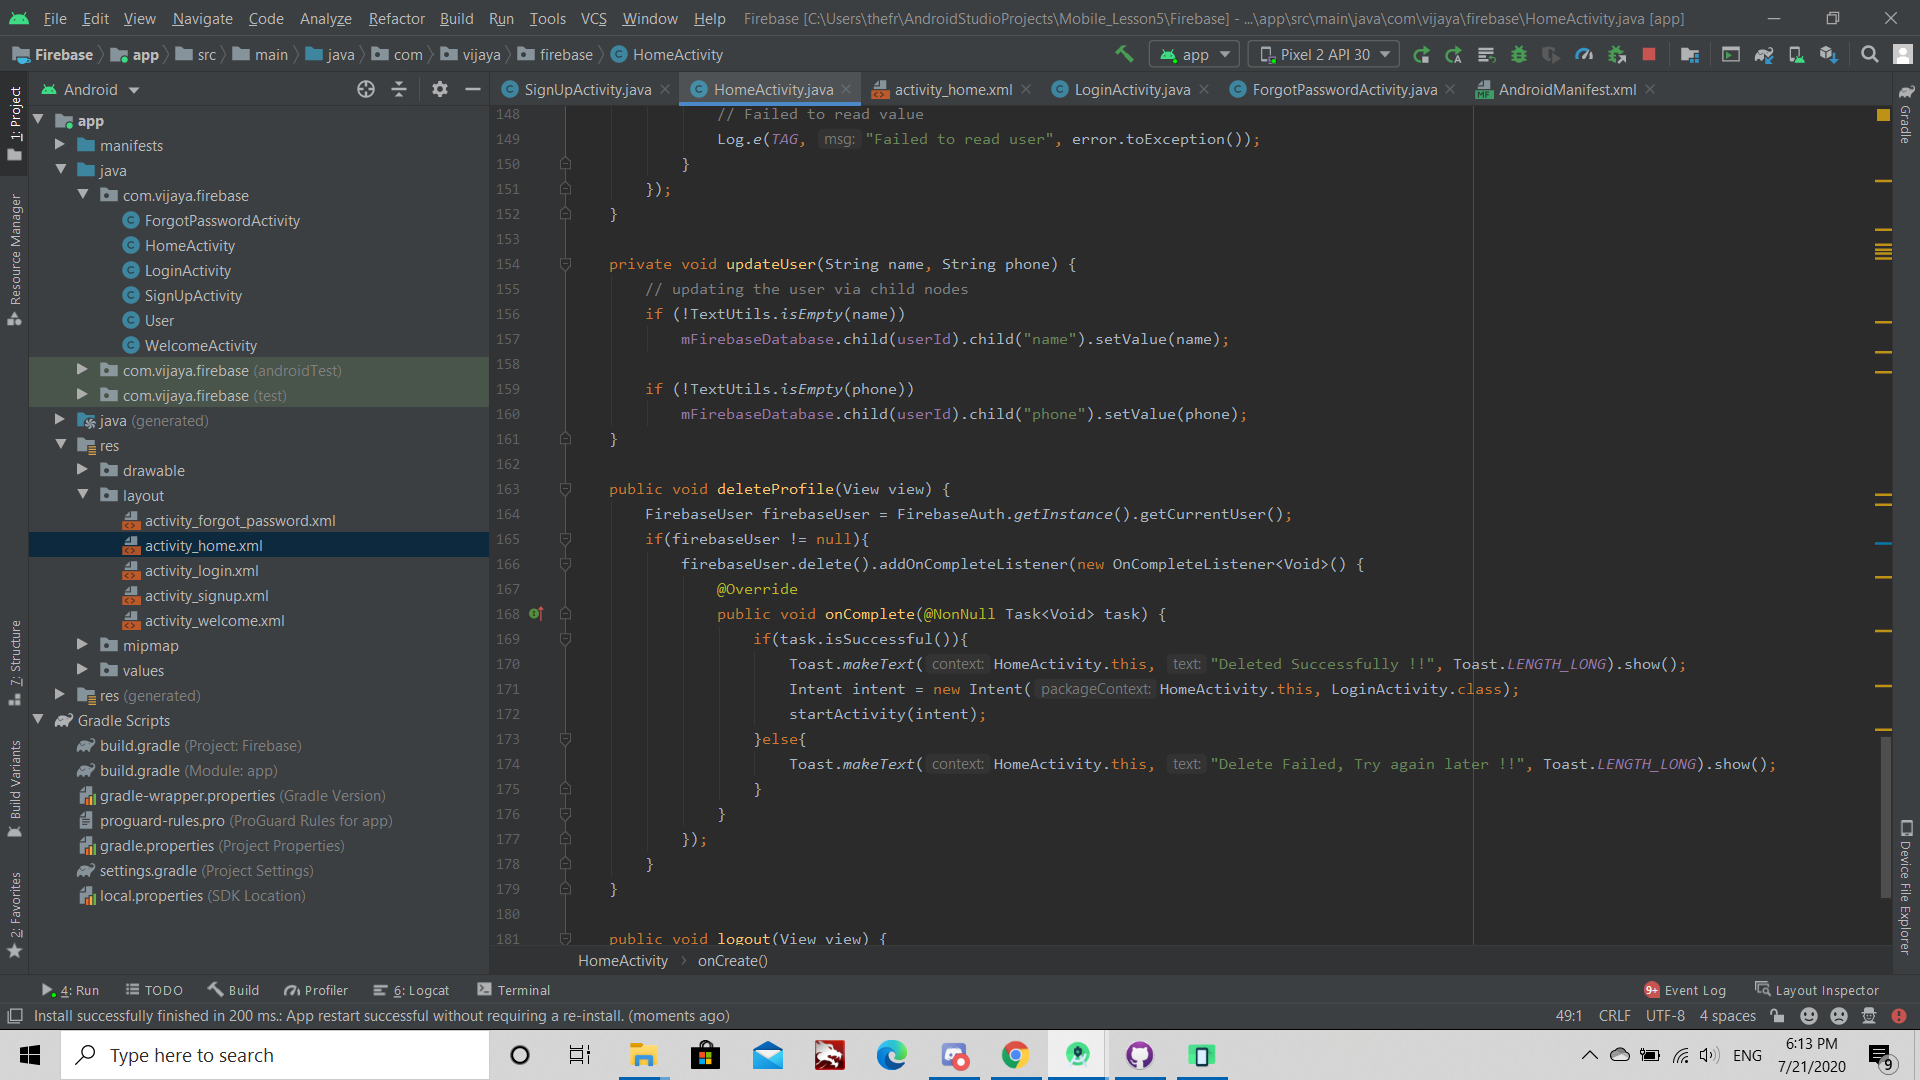 File Edit View Navigate Code Analyze Refactor Build Run Tools VCS Window Help Firebase [C:\Users\thefr\AndroidStudioProjects\Mobile_Lesson5\Firebase] - ...\app\src\main\java\com\vijaya\firebase\HomeActivity.java [app]
Firebase app src main java com vijaya firebase HomeActivity app Pixel 2 API 30
Android
SignUpActivity.java HomeActivity.java activity_home.xml LoginActivity.java ForgotPasswordActivity.java AndroidManifest.xml
1: Project
Resource Manager
7: Structure
Build Variants
2: Favorites
app
manifests
java
com.vijaya.firebase
ForgotPasswordActivity
HomeActivity
LoginActivity
SignUpActivity
User
WelcomeActivity
com.vijaya.firebase (androidTest)
com.vijaya.firebase (test)
java (generated)
res
drawable
layout
activity_forgot_password.xml
activity_home.xml
activity_login.xml
activity_signup.xml
activity_welcome.xml
mipmap
values
res (generated)
Gradle Scripts
build.gradle (Project: Firebase)
build.gradle (Module: app)
gradle-wrapper.properties (Gradle Version)
proguard-rules.pro (ProGuard Rules for app)
gradle.properties (Project Properties)
settings.gradle (Project Settings)
local.properties (SDK Location)
148 // Failed to read value
149 Log.e(TAG, msg: "Failed to read user", error.toException());
150 }
151 });
152 }
153
154 private void updateUser(String name, String phone) {
155 // updating the user via child nodes
156 if (!TextUtils.isEmpty(name))
157 mFirebaseDatabase.child(userId).child("name").setValue(name);
158
159 if (!TextUtils.isEmpty(phone))
160 mFirebaseDatabase.child(userId).child("phone").setValue(phone);
161 }
162
163 public void deleteProfile(View view) {
164 FirebaseUser firebaseUser = FirebaseAuth.getInstance().getCurrentUser();
165 if(firebaseUser != null){
166 firebaseUser.delete().addOnCompleteListener(new OnCompleteListener<Void>() {
167 @Override
168 public void onComplete(@NonNull Task<Void> task) {
169 if(task.isSuccessful()){
170 Toast.makeText( context: HomeActivity.this, text: "Deleted Successfully !!", Toast.LENGTH_LONG).show();
171 Intent intent = new Intent( packageContext: HomeActivity.this, LoginActivity.class);
172 startActivity(intent);
173 }else{
174 Toast.makeText( context: HomeActivity.this, text: "Delete Failed, Try again later !!", Toast.LENGTH_LONG).show();
175 }
176 }
177 });
178 }
179 }
180
181 public void logout(View view) {
HomeActivity onCreate()
Gradle
Device File Explorer
4: Run TODO Build Profiler 6: Logcat Terminal 9+ Event Log Layout Inspector
Install successfully finished in 200 ms.: App restart successful without requiring a re-install. (moments ago) 49:1 CRLF UTF-8 4 spaces
Type here to search
ENG
6:13 PM
7/21/2020
9